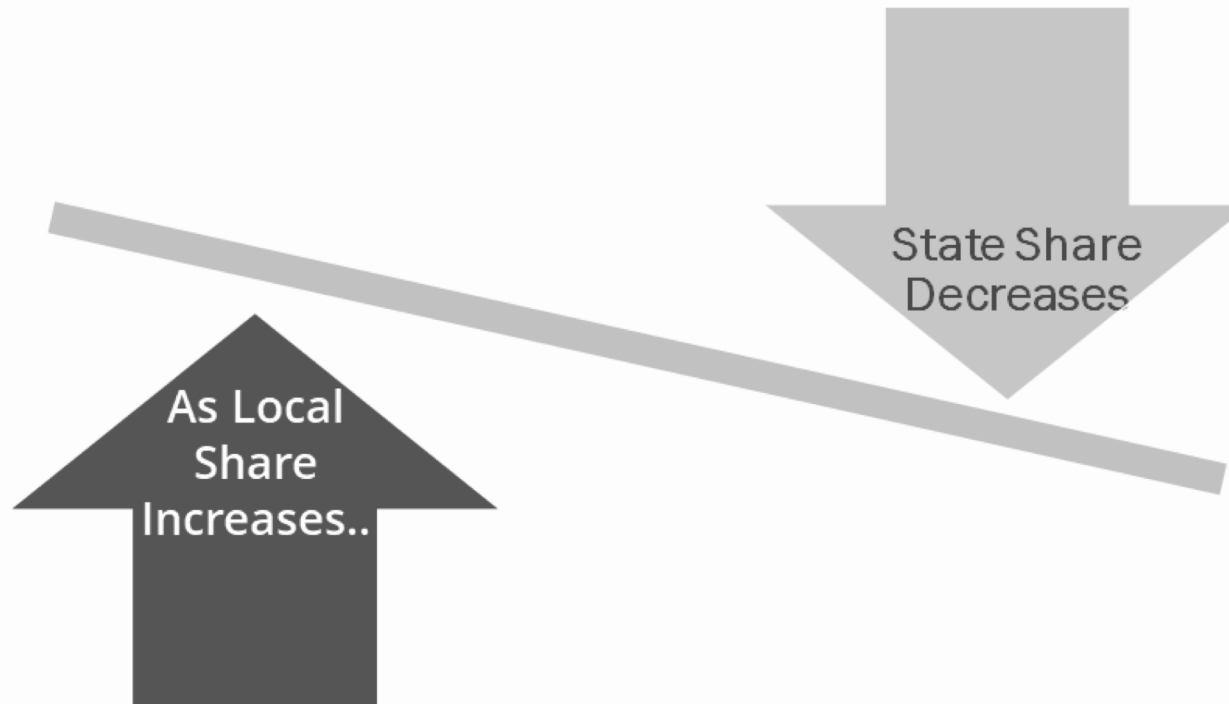 As Local
Share
Increases..
State Share
Decreases